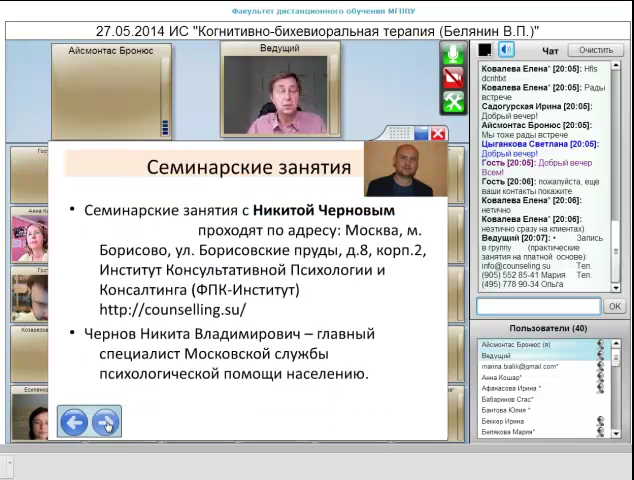 Факультет дистанционного обучения МГППУ
27.05.2014 ИС "Когнитивно-бихевиоральная терапия (Белянин В.П.)"
Айсмонтас Бронюс
Ведущий
Чат
Очистить
Семинарские занятия
• Семинарские занятия с Никитой Черновым
проходят по адресу: Москва, м.
Борисово, ул. Борисовские пруды, д.8, корп.2,
Институт Консультативной Психологии и
Консалтинга (ФПК-Институт)
http://counselling.su/
• Чернов Никита Владимирович – главный
специалист Московской службы
психологической помощи населению.
Ковалева Елена* [20:05]: Hfls
dcnhtxt
Ковалева Елена* [20:05]: Рады
встрече
Садогурская Ирина [20:05]:
Добрый вечер!
Айсмонтас Бронюс [20:05]:
Мы тоже рады встрече
Цыганкова Светлана [20:05]:
Добрый вечер!
Гость [20:05]: Добрый вечер
Всем!
Гость [20:06]: пожалуйста, еще
ваши контакты покажите
Ковалева Елена* [20:06]:
нетично
Ковалева Елена* [20:06]:
неэтично (сразу на клиентах)
Ведущий [20:07]: • Запись
в группу (практические
занятия на платной основе):
info@counseling.su Тел.
(905) 552 85-41 Мария Тел.
(495) 778 90-34 Ольга
OK
Пользователи (40)
Айсмонтас Бронюс (я)
Ведущий
marina.bialik@gmail.com*
Анна Кошар*
Афанасова Ирина *
Бабаринов Стас*
Баитова Юлия *
Беккер Ирина
Белякова Мария*